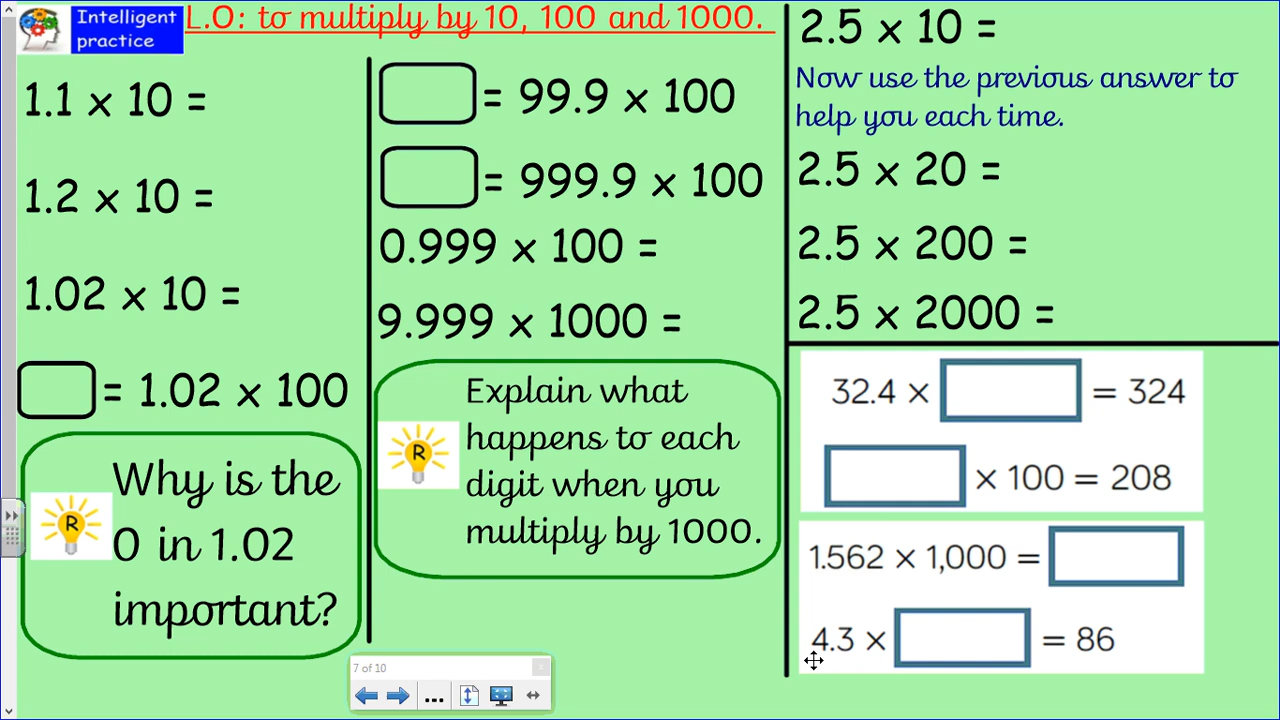 Intelligent
practice
L.O: to multiply by 10, 100 and 1000.
1.1 x 10 =
1.2 x 10 =
1.02 x 10 =
= 1.02 x 100
Why is the
R
0 in 1.02
important?
= 99.9 x 100
= 999.9 x 100
0.999 x 100 =
9.999 x 1000 =
Explain what
happens to each
R
digit when you
multiply by 1000.
2.5 x 10 =
Now use the previous answer to
help you each time.
2.5 x 20 =
2.5 x 200 =
2.5 x 2000 =
32.4 × = 324
× 100 = 208
1.562 × 1,000 =
4.3 × = 86
7 of 10